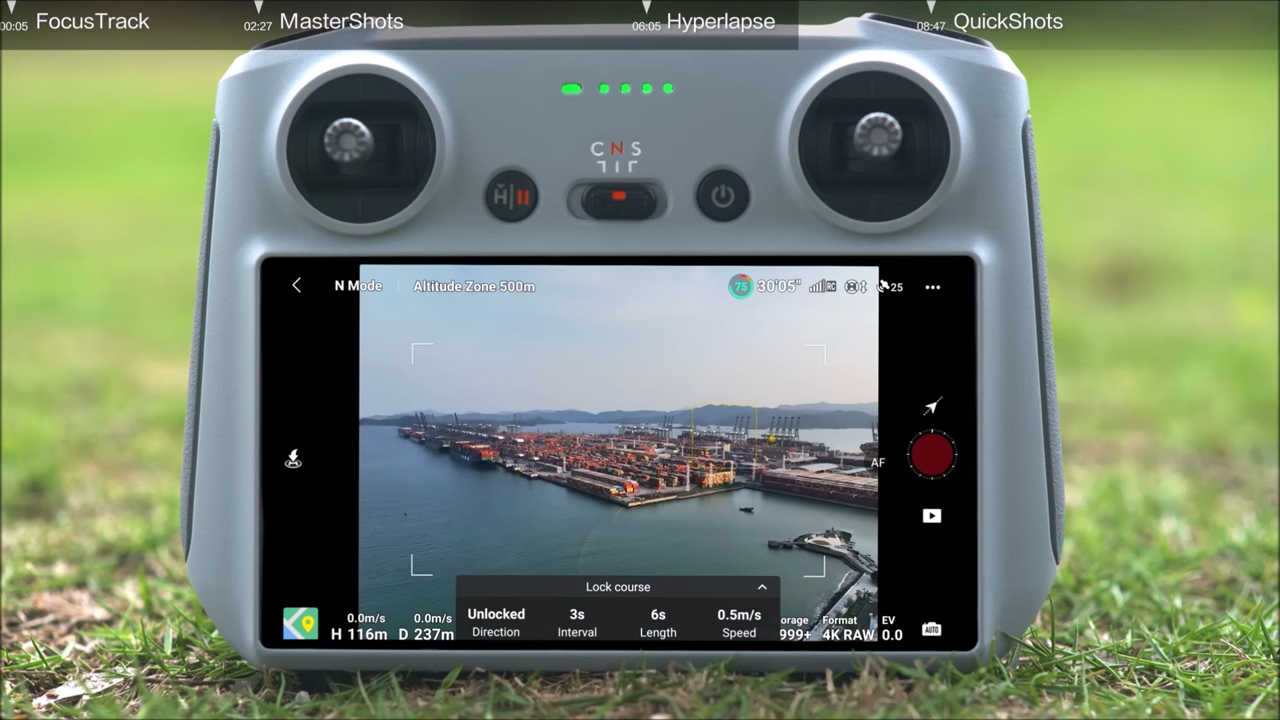 00:05 FocusTrack
02:27 MasterShots
06:05 Hyperlapse
08:47 QuickShots
C N S
H
N Mode
Altitude Zone 500m
75 30'05" RC 25
AF
Lock course
Unlocked 3s 6s 0.5m/s
Direction Interval Length Speed
0.0m/s 0.0m/s
H 116m D 237m
orage Format EV
999+ 4K RAW 0.0
AUTO